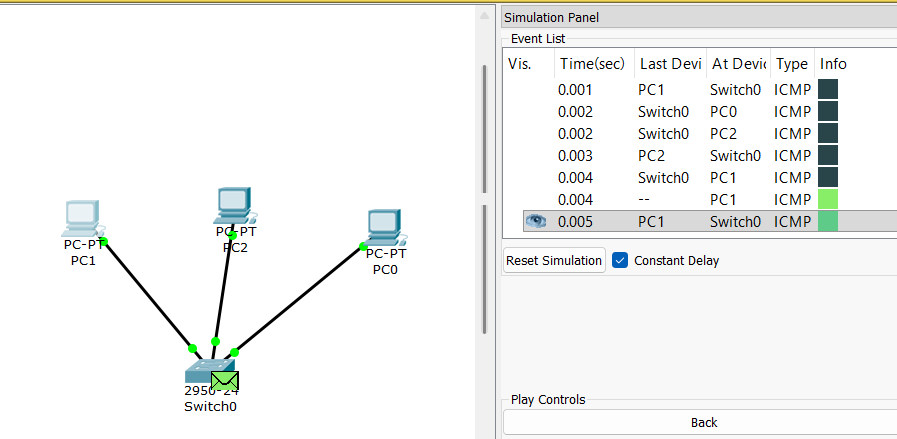 Simulation Panel
Event List
Vis. Time(sec) Last Devi At Devic Type Info
0.001 PC1 Switch0 ICMP
0.002 Switch0 PC0 ICMP
0.002 Switch0 PC2 ICMP
0.003 PC2 Switch0 ICMP
0.004 Switch0 PC1 ICMP
0.004 -- PC1 ICMP
0.005 PC1 Switch0 ICMP
Reset Simulation Constant Delay
Play Controls
Back
PC-PT
PC1
PC-PT
PC2
PC-PT
PC0
2950-24
Switch0